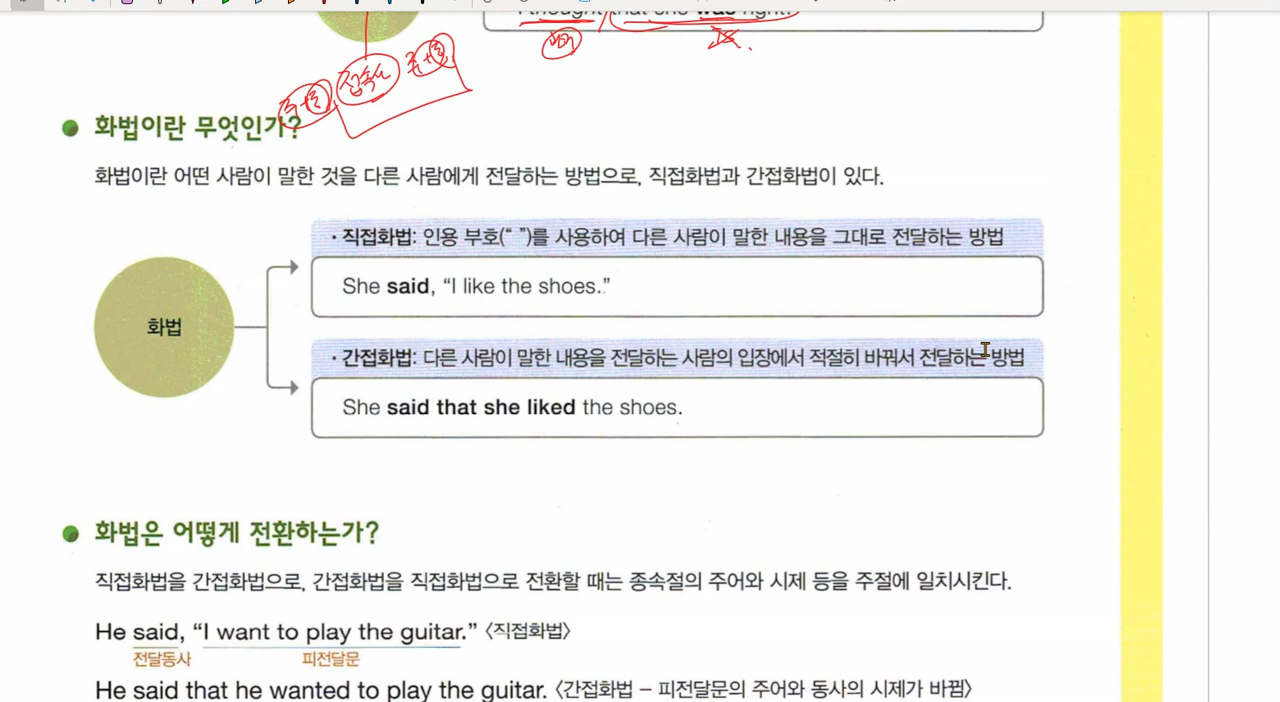 I thought that she was right.
주+동 접속사 주+동
화법이란 무엇인가?
화법이란 어떤 사람이 말한 것을 다른 사람에게 전달하는 방법으로, 직접화법과 간접화법이 있다.
· 직접화법: 인용 부호(“ ”)를 사용하여 다른 사람이 말한 내용을 그대로 전달하는 방법
She said, “I like the shoes.”
화법
· 간접화법: 다른 사람이 말한 내용을 전달하는 사람의 입장에서 적절히 바꿔서 전달하는 방법
She said that she liked the shoes.
화법은 어떻게 전환하는가?
직접화법을 간접화법으로, 간접화법을 직접화법으로 전환할 때는 종속절의 주어와 시제 등을 주절에 일치시킨다.
He said, “I want to play the guitar.” 〈직접화법〉
전달동사 피전달문
He said that he wanted to play the guitar. 〈간접화법 – 피전달문의 주어와 동사의 시제가 바뀜〉